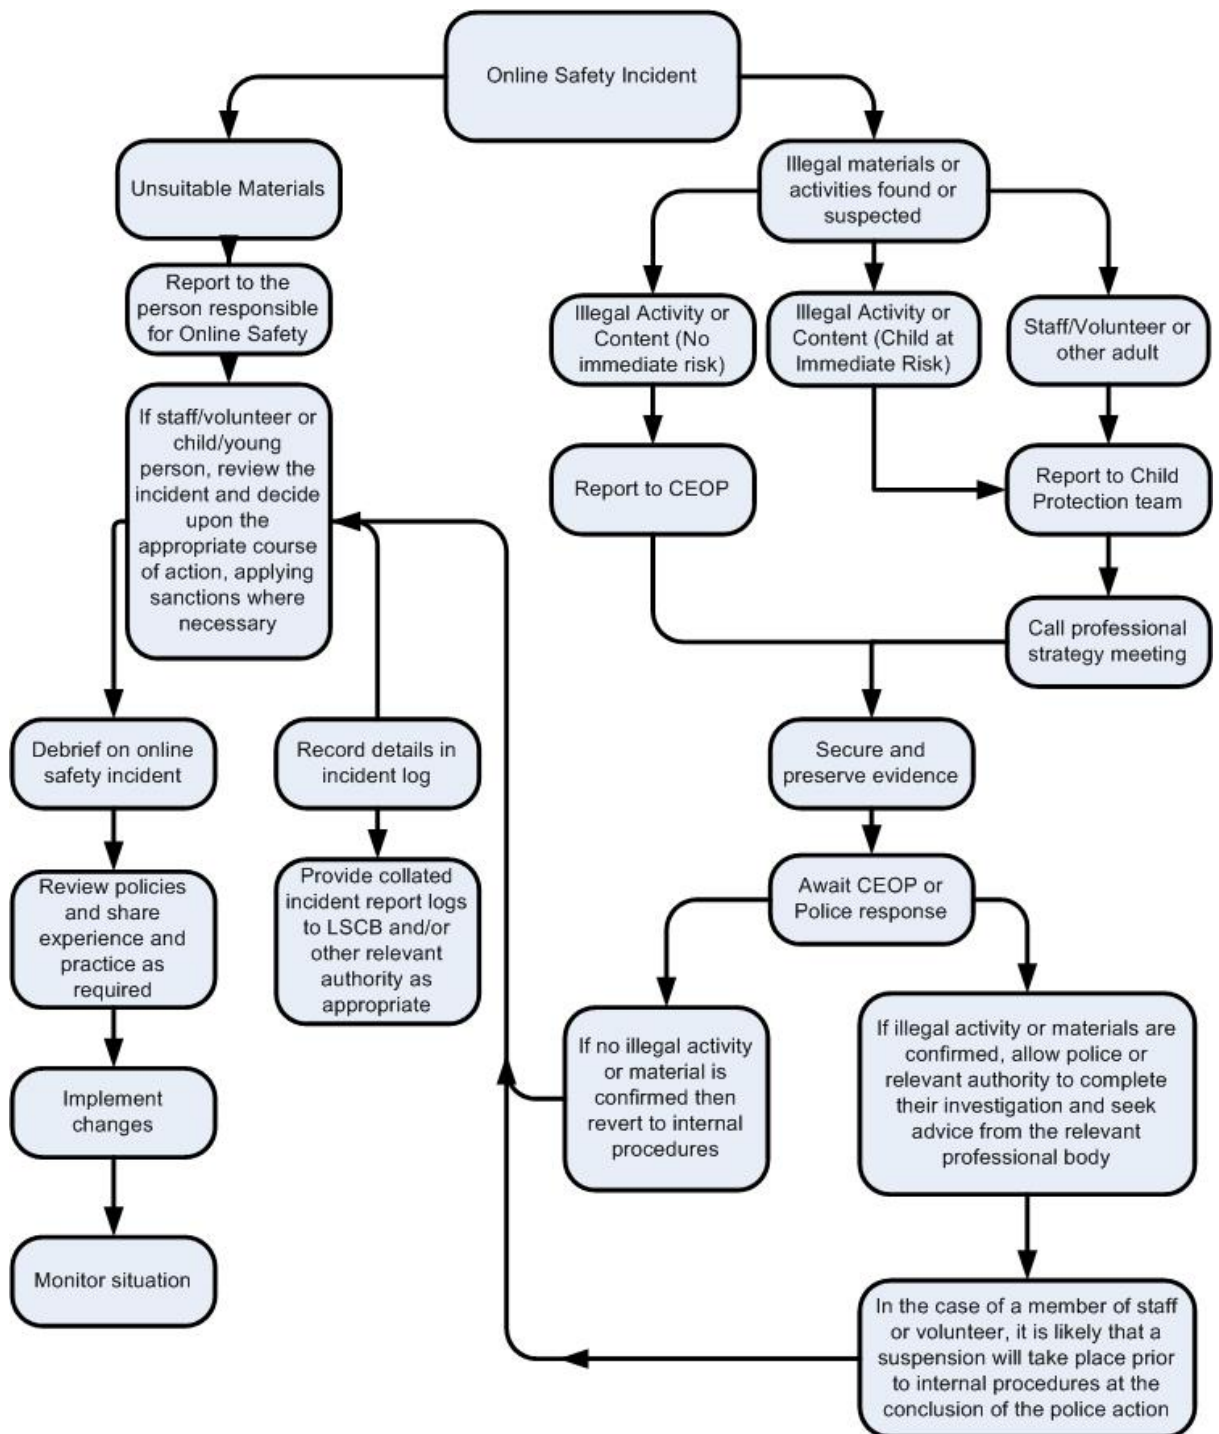 Online Safety Incident
Unsuitable Materials
Illegal materials or
activities found or
suspected
Report to the
person responsible
for Online Safety
Illegal Activity or
Content (No
immediate risk)
Illegal Activity or
Content (Child at
Immediate Risk)
Staff/Volunteer or
other adult
If staff/volunteer or
child/young
person, review the
incident and decide
upon the
appropriate course
of action, applying
sanctions where
necessary
Report to CEOP
Report to Child
Protection team
Call professional
strategy meeting
Debrief on online
safety incident
Record details in
incident log
Secure and
preserve evidence
Review policies
and share
experience and
practice as
required
Provide collated
incident report logs
to LSCB and/or
other relevant
authority as
appropriate
Await CEOP or
Police response
If no illegal activity
or material is
confirmed then
revert to internal
procedures
If illegal activity or materials are
confirmed, allow police or
relevant authority to complete
their investigation and seek
advice from the relevant
professional body
Implement
changes
Monitor situation
In the case of a member of staff
or volunteer, it is likely that a
suspension will take place prior
to internal procedures at the
conclusion of the police action